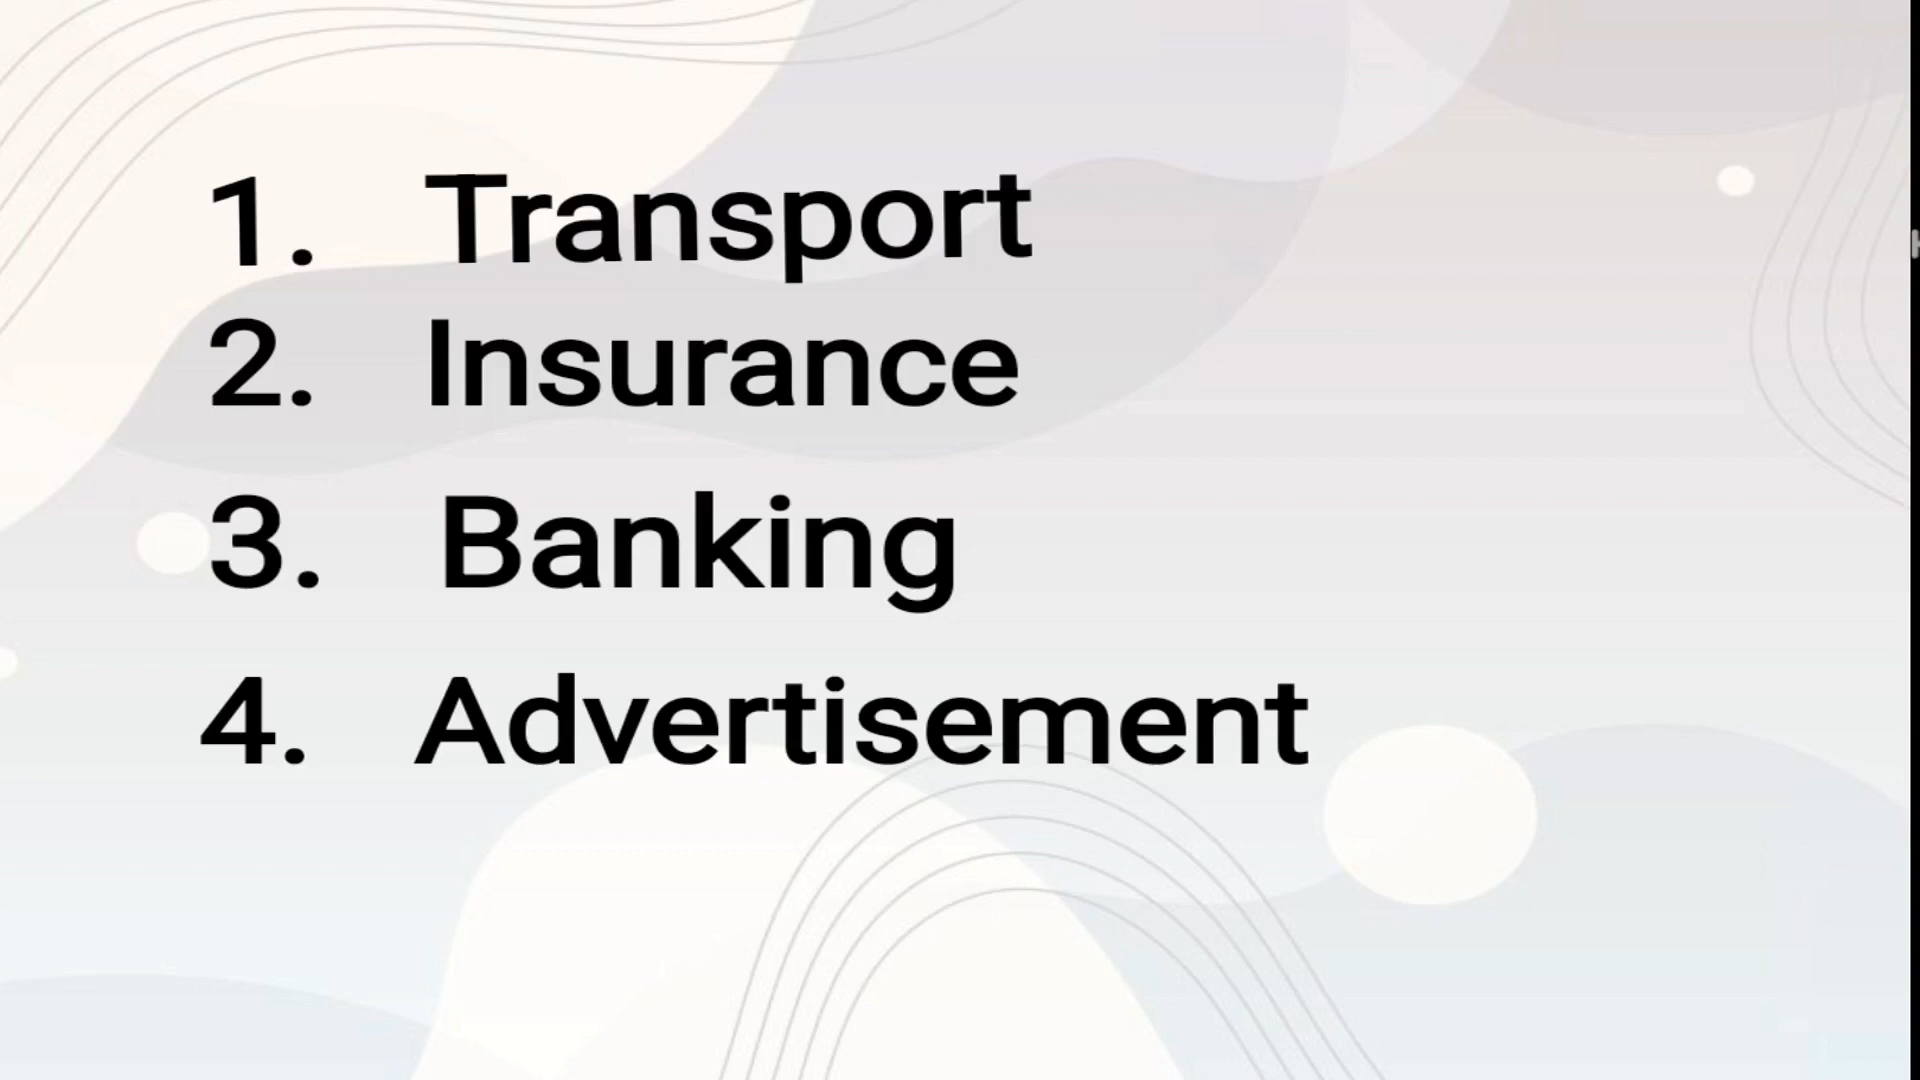 1. Transport
2. Insurance
3. Banking
4. Advertisement